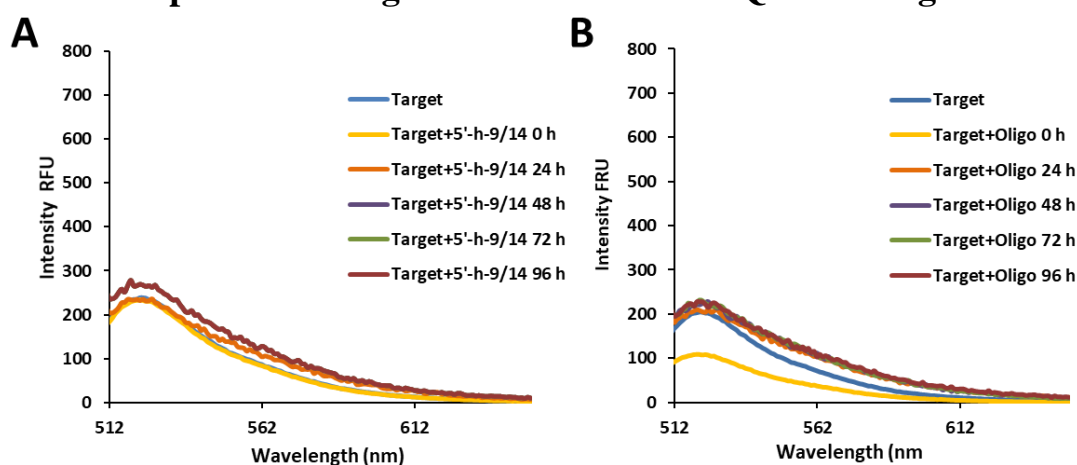 A
800
700
600
500
400
300
200
100
0
512
562
612
Intensity RFU
Wavelength (nm)
Target
Target+5'-h-9/14 0 h
Target+5'-h-9/14 24 h
Target+5'-h-9/14 48 h
Target+5'-h-9/14 72 h
Target+5'-h-9/14 96 h
B
800
700
600
500
400
300
200
100
0
512
562
612
Intensity FRU
Wavelength (nm
Target
Target+Oligo 0 h
Target+Oligo 24 h
Target+Oligo 48 h
Target+Oligo 72 h
Target+Oligo 96 h